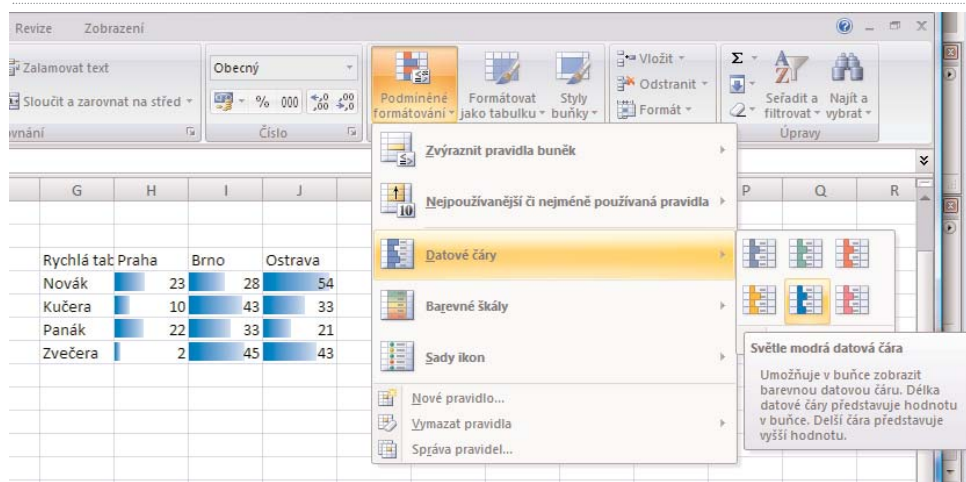 Revize Zobrazení
Zalamovat text
Sloučit a zarovnat na střed
vnání
Obecný
% 000 ,00 ,00
Číslo
Podmíněné formátování
Formátovat jako tabulku
Styly buňky
Vložit
Odstranit
Formát
Σ
Seřadit a filtrovat
Najít a vybrat
Úpravy
Zvýraznit pravidla buněk
Nejpoužívanější či nejméně používaná pravidla
Datové čáry
Barevné škály
Sady ikon
Nové pravidlo...
Vymazat pravidla
Správa pravidel...
G H I J P Q R
Rychlá tab Praha Brno Ostrava
Novák 23 28 54
Kučera 10 43 33
Panák 22 33 21
Zvečera 2 45 43
Světle modrá datová čára
Umožňuje v buňce zobrazit
barevnou datovou čáru. Délka
datové čáry představuje hodnotu
v buňce. Delší čára představuje
vyšší hodnotu.